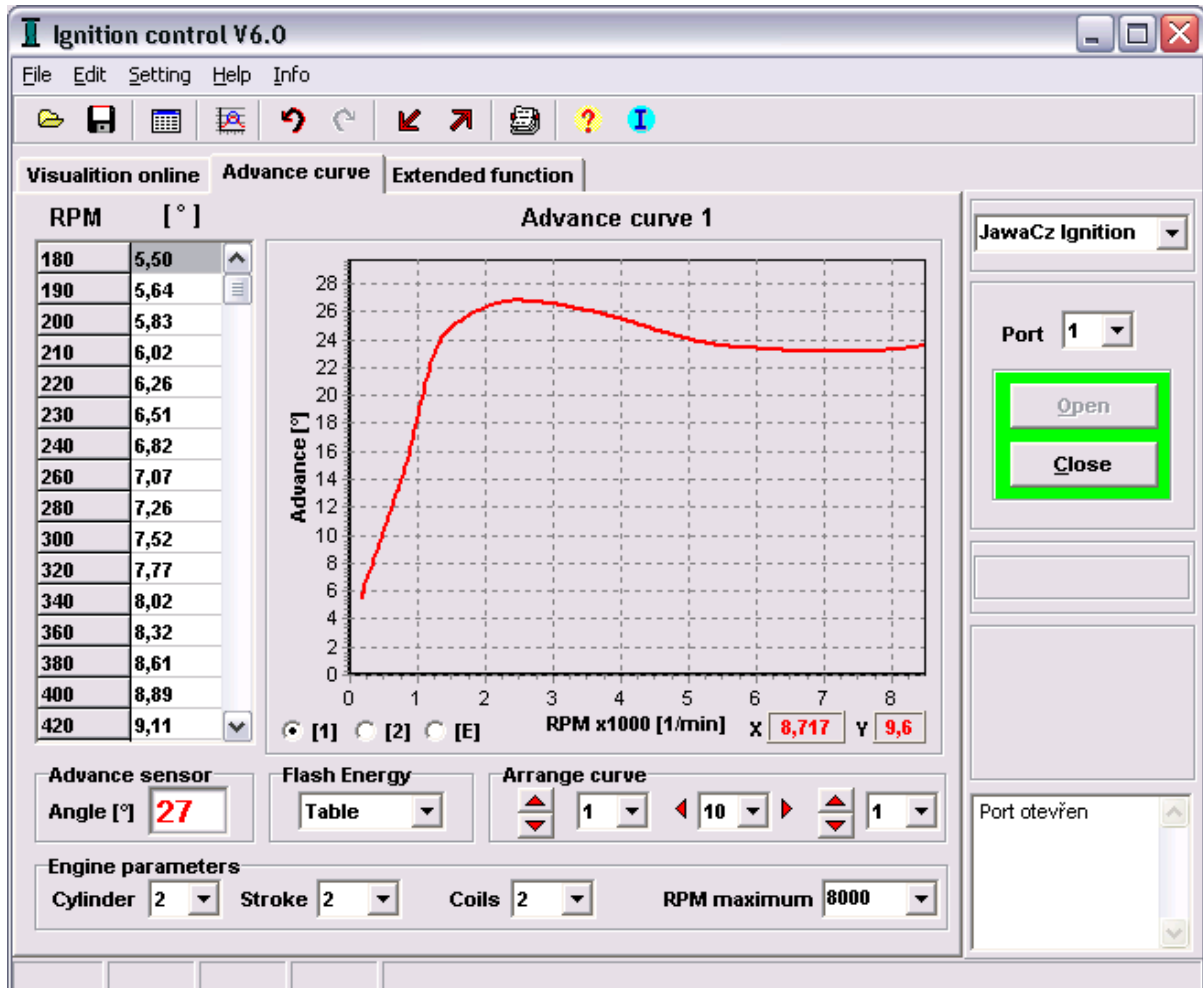 Ignition control V6.0
File Edit Setting Help Info
? I
Visualition online Advance curve Extended function
RPM [°]
180 5,50
190 5,64
200 5,83
210 6,02
220 6,26
230 6,51
240 6,82
260 7,07
280 7,26
300 7,52
320 7,77
340 8,02
360 8,32
380 8,61
400 8,89
420 9,11
Advance curve 1
Advance [°]
28
26
24
22
20
18
16
14
12
10
8
6
4
2
0
0 1 2 3 4 5 6 7 8
[1] [2] [E] RPM x1000 [1/min] X 8,717 Y 9,6
JawaCz Ignition
Port 1
Open
Close
Advance sensor
Angle [°] 27
Flash Energy
Table
Arrange curve
1 10 1
Engine parameters
Cylinder 2 Stroke 2 Coils 2 RPM maximum 8000
Port otevřen